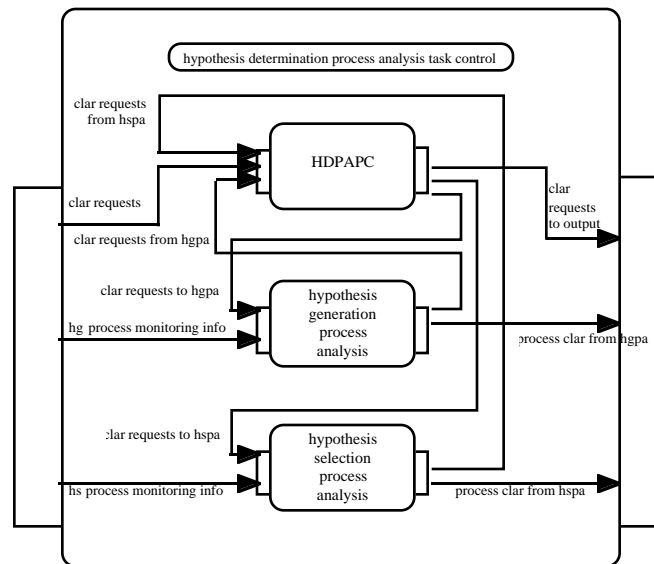 hypothesis determination process analysis task control
clar requests
from hspa
HDPAPC
clar requests
clar
requests
to output
clar requests from hgpa
clar requests to hgpa
hypothesis
generation
process
analysis
hg process monitoring info
process clar from hgpa
clar requests to hspa
hypothesis
selection
process
analysis
hs process monitoring info
process clar from hspa